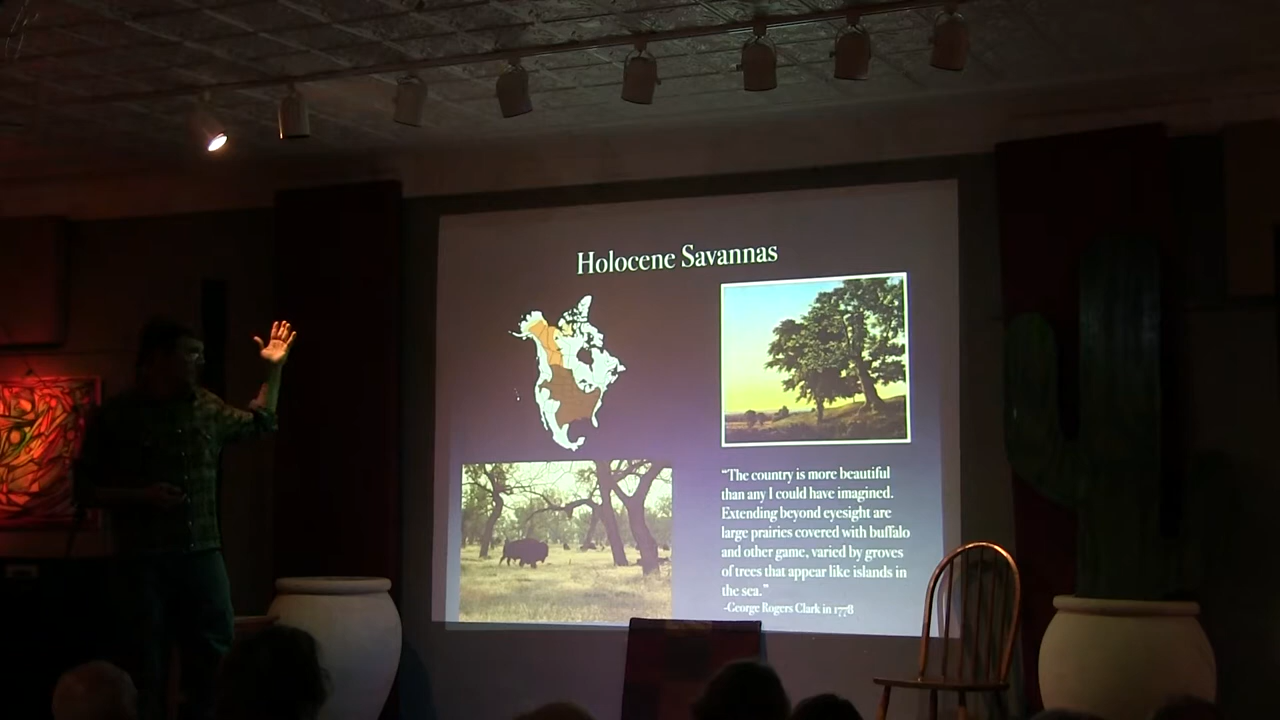 Holocene Savannas
“The country is more beautiful
than any I could have imagined.
Extending beyond eyesight are
large prairies covered with buffalo
and other game, varied by groves
of trees that appear like islands in
the sea.”
-George Rogers Clark in 1778